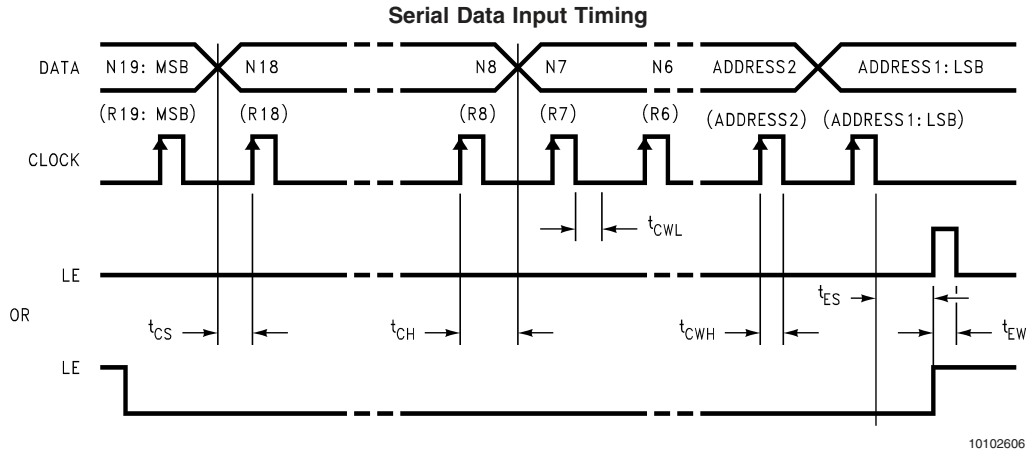 Serial Data Input Timing
DATA N19: MSB N18 N8 N7 N6 ADDRESS2 ADDRESS1:LSB
(R19: MSB) (R18) (R8) (R7) (R6) (ADDRESS2) (ADDRESS1:LSB)
CLOCK
tCWL
LE
tES
OR
tCS tCH tCWH tEW
LE
10102606